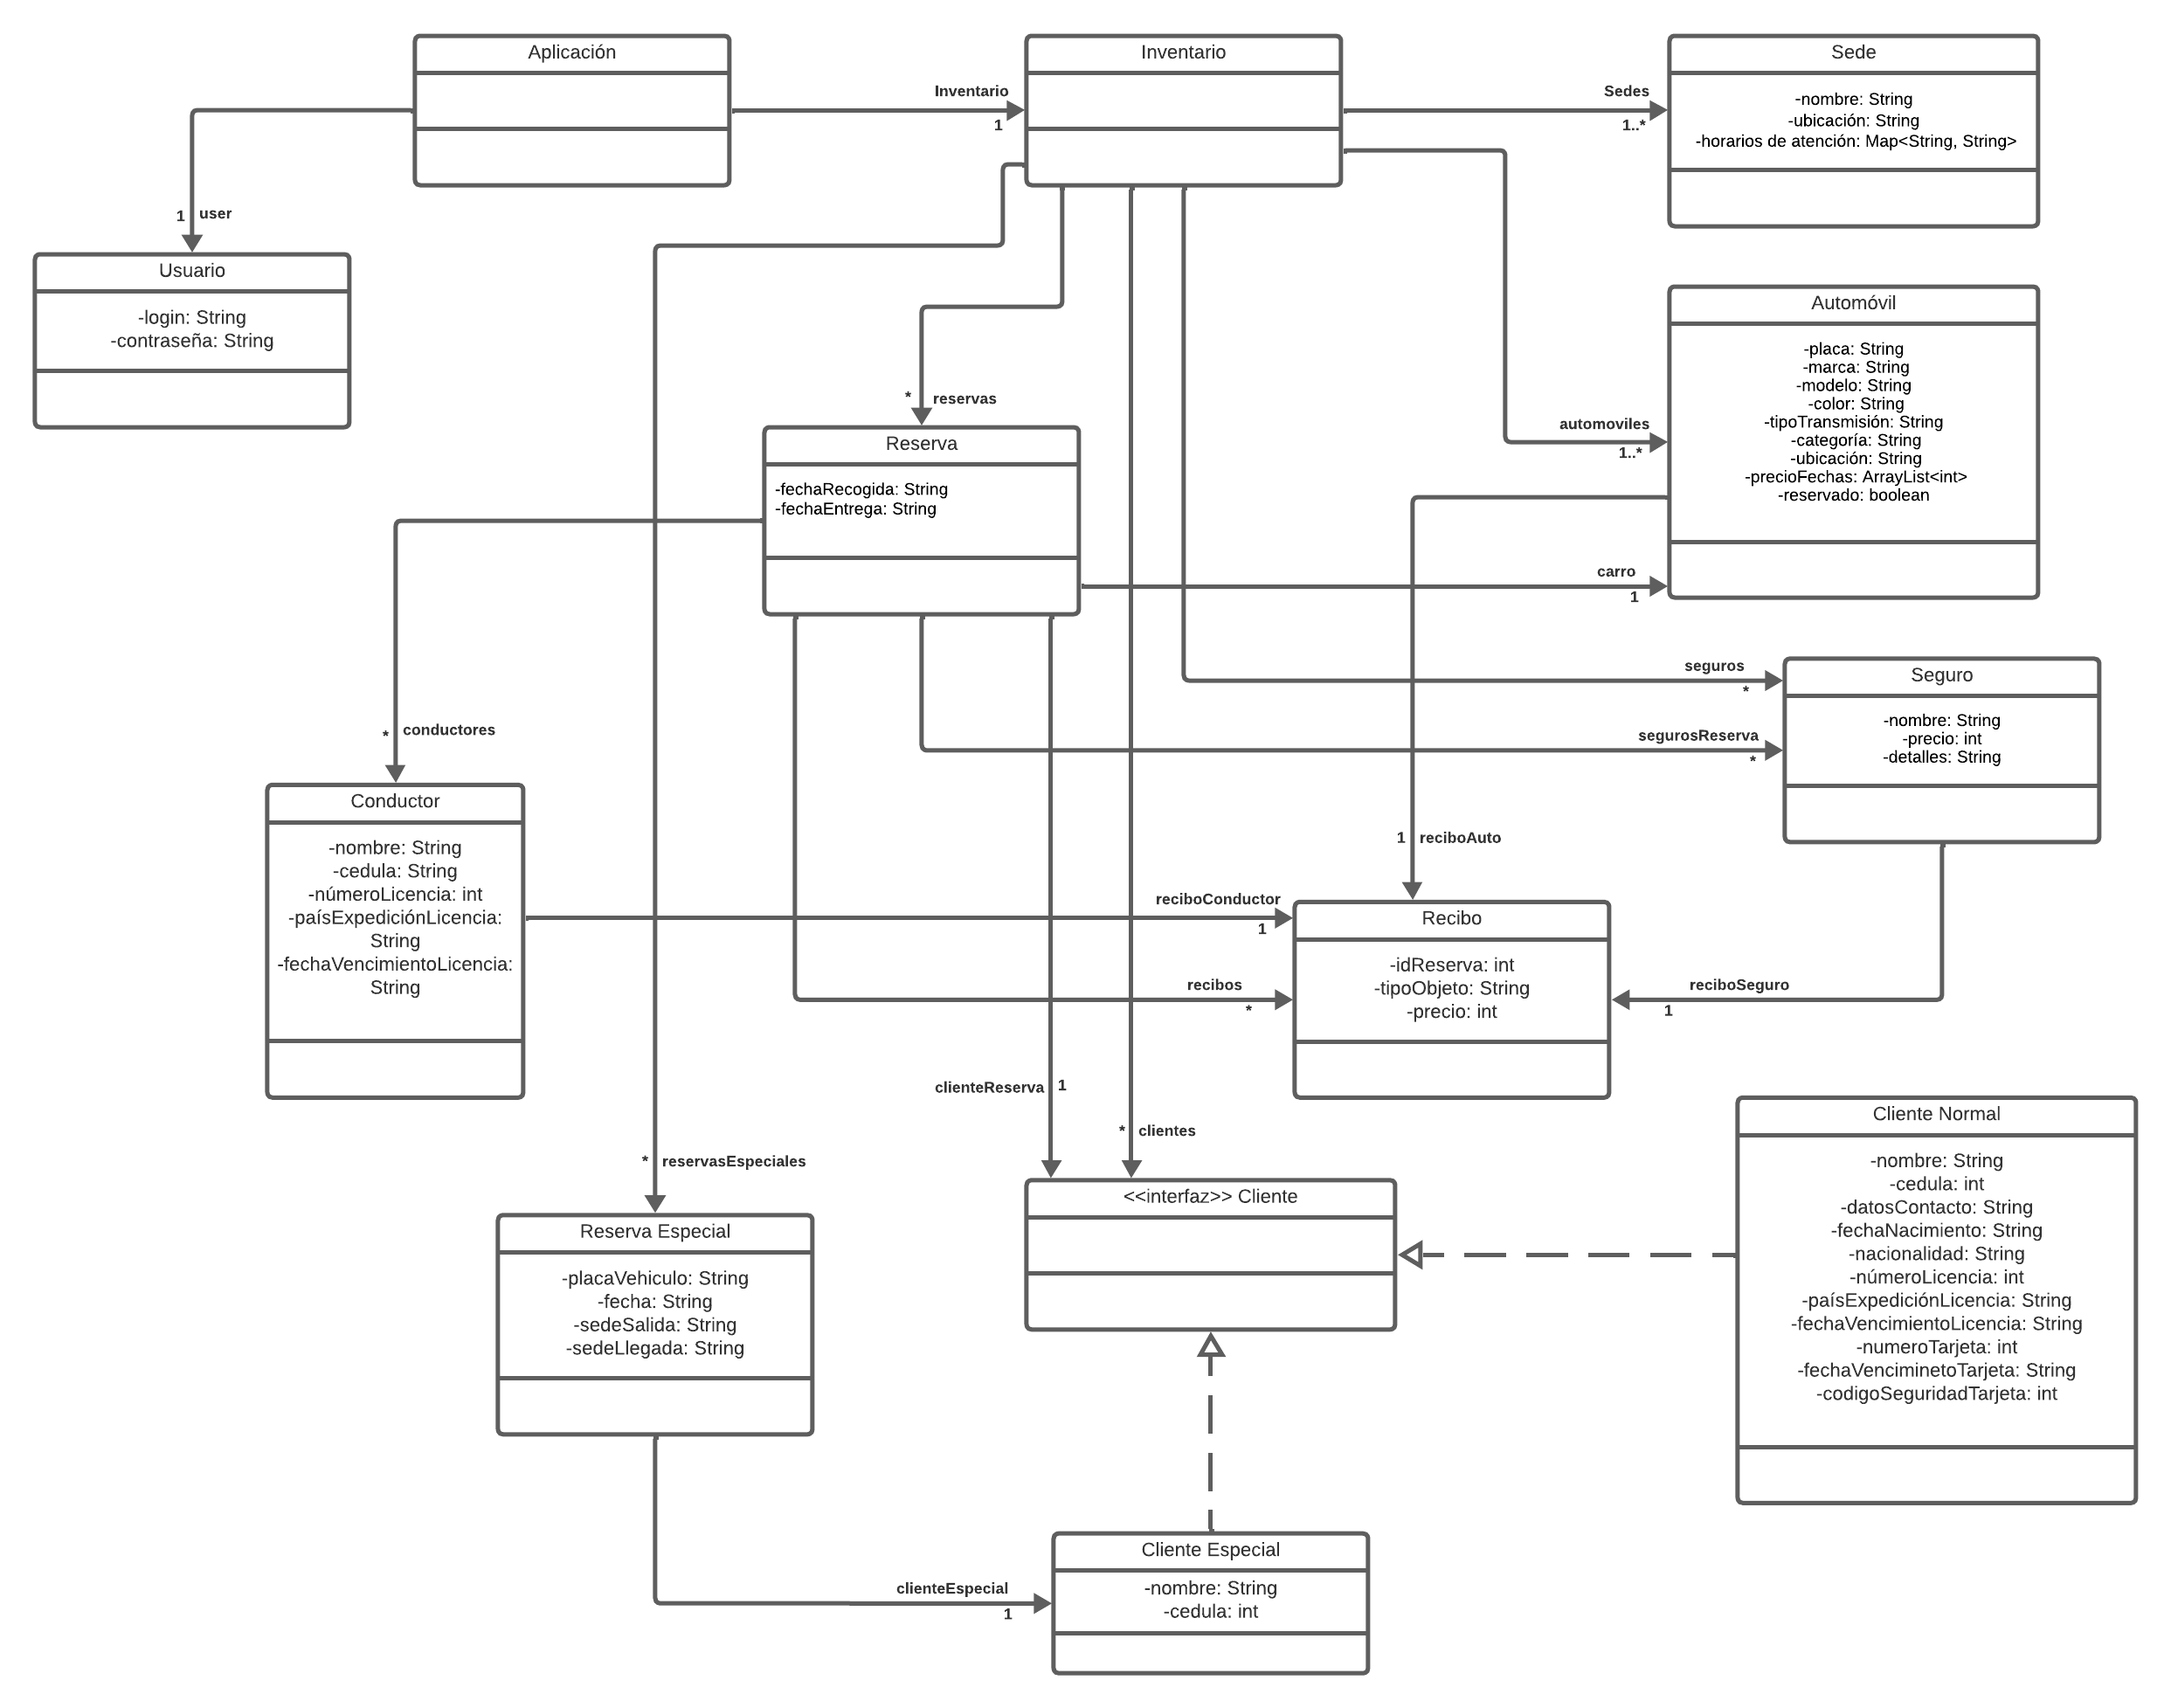 Aplicación
Inventario
Sede
-nombre: String
-ubicación: String
-horarios de atención: Map<String, String>
Inventario
1
Sedes
1..*
1
user
Usuario
-login: String
-contraseña: String
Automóvil
-placa: String
-marca: String
-modelo: String
-color: String
-tipoTransmisión: String
-categoría: String
-ubicación: String
-precioFechas: ArrayList<int>
-reservado: boolean
*
reservas
automoviles
1..*
Reserva
-fechaRecogida: String
-fechaEntrega: String
carro
1
seguros
*
Seguro
-nombre: String
-precio: int
-detalles: String
segurosReserva
*
*
conductores
Conductor
-nombre: String
-cedula: String
-númeroLicencia: int
-paísExpediciónLicencia:
String
-fechaVencimientoLicencia:
String
1
reciboAuto
reciboConductor
1
Recibo
-idReserva: int
-tipoObjeto: String
-precio: int
recibos
*
reciboSeguro
1
clienteReserva
1
*
clientes
*
reservasEspeciales
Cliente Normal
-nombre: String
-cedula: int
-datosContacto: String
-fechaNacimiento: String
-nacionalidad: String
-númeroLicencia: int
-paísExpediciónLicencia: String
-fechaVencimientoLicencia: String
-numeroTarjeta: int
-fechaVenciminetoTarjeta: String
-codigoSeguridadTarjeta: int
<<interfaz>> Cliente
Reserva Especial
-placaVehiculo: String
-fecha: String
-sedeSalida: String
-sedeLlegada: String
clienteEspecial
1
Cliente Especial
-nombre: String
-cedula: int